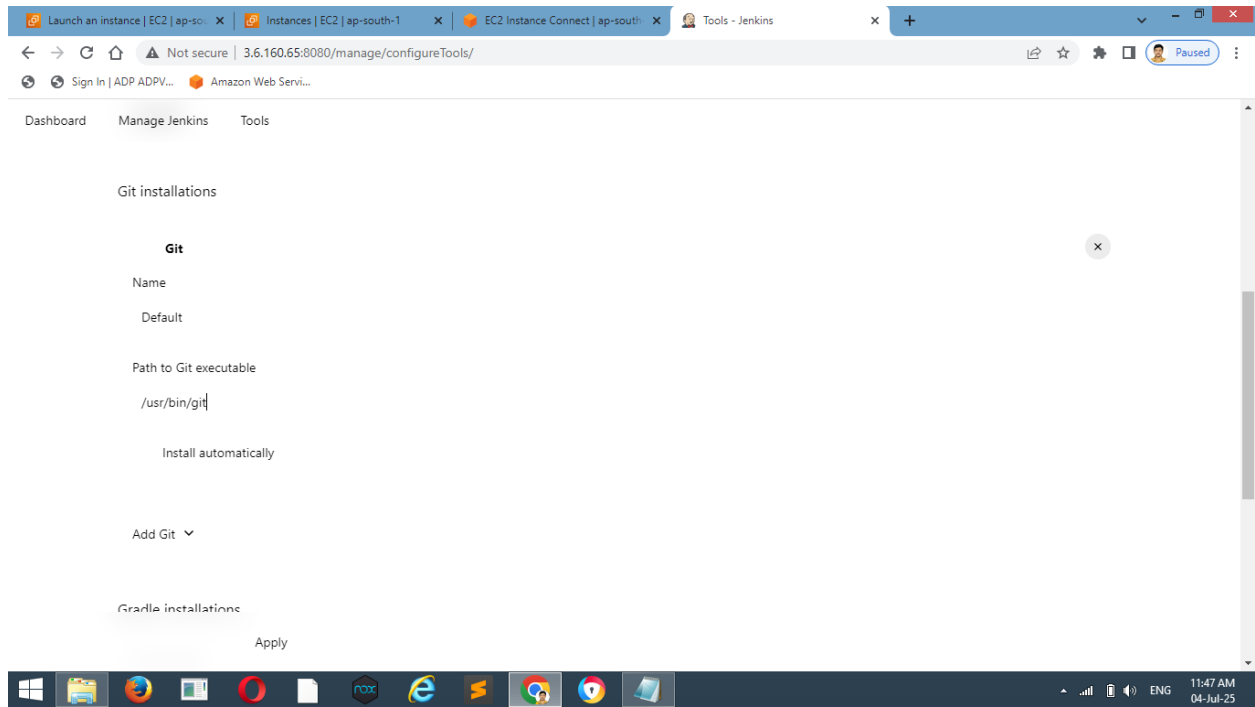 Launch an instance | EC2 | ap-sou
Instances | EC2 | ap-south-1
EC2 Instance Connect | ap-south-
Tools - Jenkins
Not secure | 3.6.160.65:8080/manage/configureTools/
Paused
Sign In | ADP ADPV...
Amazon Web Servi...
Dashboard
Manage Jenkins
Tools
Git installations
Git
Name
Default
Path to Git executable
/usr/bin/git
Install automatically
Add Git
Gradle installations
Apply
nox
ENG
11:47 AM
04-Jul-25